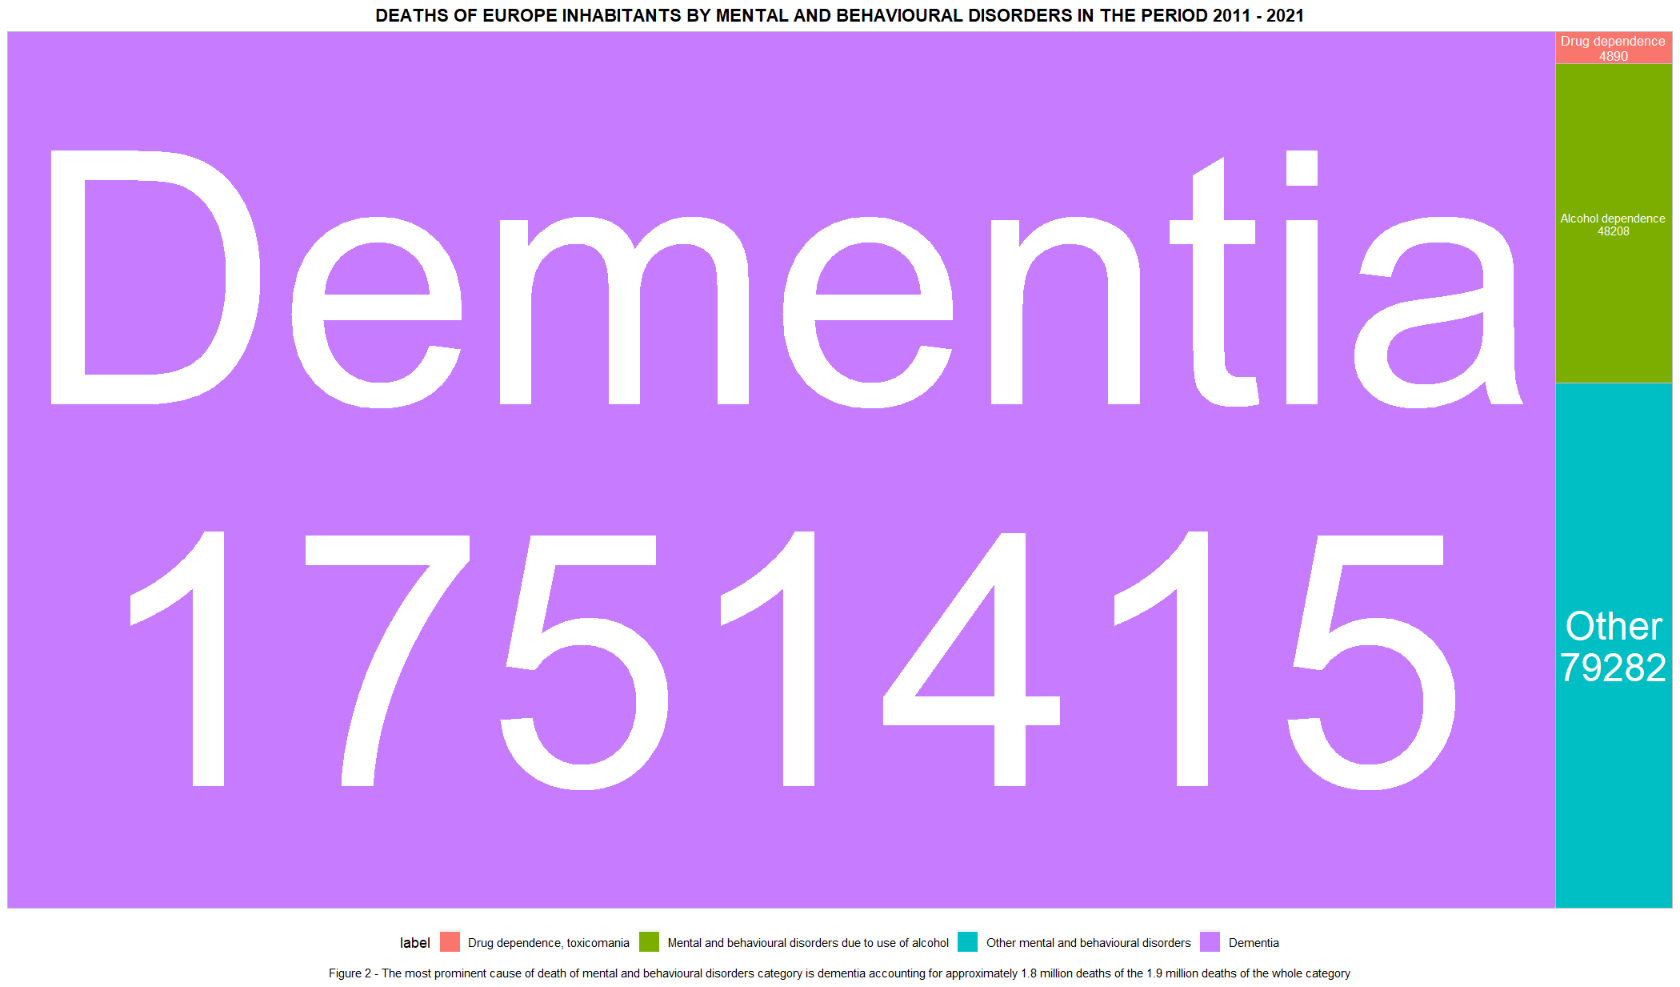 DEATHS OF EUROPE INHABITANTS BY MENTAL AND BEHAVIOURAL DISORDERS IN THE PERIOD 2011 - 2021
Drug dependence
4890
Alcohol dependence
48208
Dementia
1751415
Other
79282
label Drug dependence, toxicomania Mental and behavioural disorders due to use of alcohol Other mental and behavioural disorders Dementia
Figure 2 - The most prominent cause of death of mental and behavioural disorders category is dementia accounting for approximately 1.8 million deaths of the 1.9 million deaths of the whole category